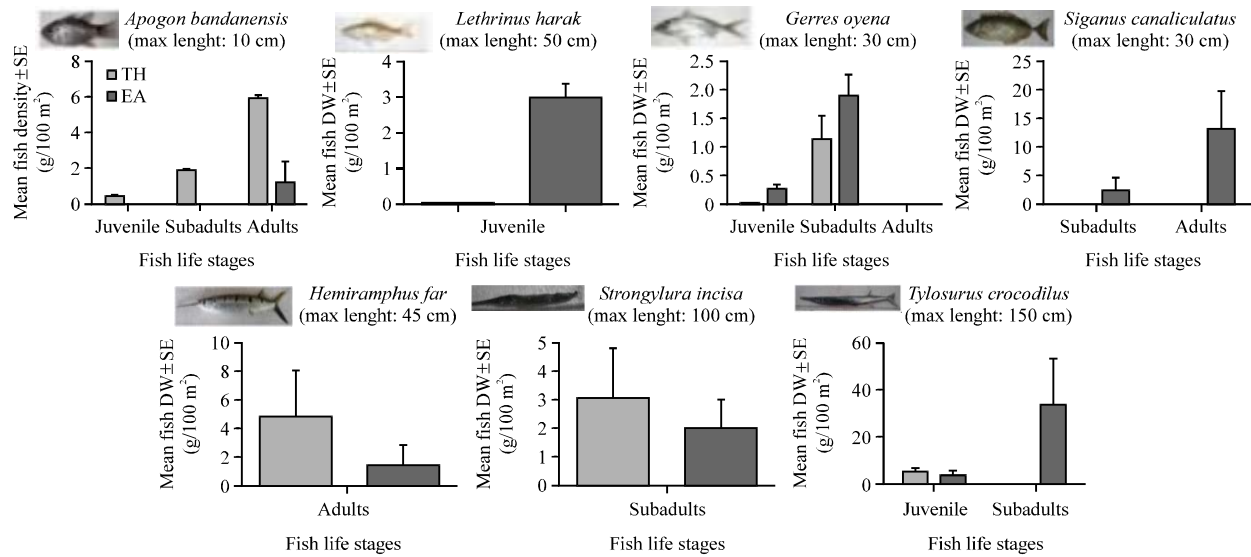 Apogon bandanensis
(max lenght: 10 cm)
Mean fish density±SE
(g/100 m²)
8
6
4
2
0
TH
EA
Juvenile Subadults Adults
Fish life stages
Lethrinus harak
(max lenght: 50 cm)
Mean fish DW±SE
(g/100 m²)
4
3
2
1
0
Juvenile
Fish life stages
Gerres oyena
(max lenght: 30 cm)
Mean fish DW±SE
(g/100 m²)
2.5
2.0
1.5
1.0
0.5
0
Juvenile Subadults Adults
Fish life stages
Siganus canaliculatus
(max lenght: 30 cm)
Mean fish DW±SE
(g/100 m²)
25
20
15
10
5
0
Subadults Adults
Fish life stages
Hemiramphus far
(max lenght: 45 cm)
Mean fish DW±SE
(g/100 m²)
10
8
6
4
2
0
Adults
Fish life stages
Strongylura incisa
(max lenght: 100 cm)
Mean fish DW±SE
(g/100 m²)
5
4
3
2
1
0
Subadults
Fish life stages
Tylosurus crocodilus
(max lenght: 150 cm)
Mean fish DW±SE
(g/100 m²)
60
40
20
0
Juvenile Subadults
Fish life stages